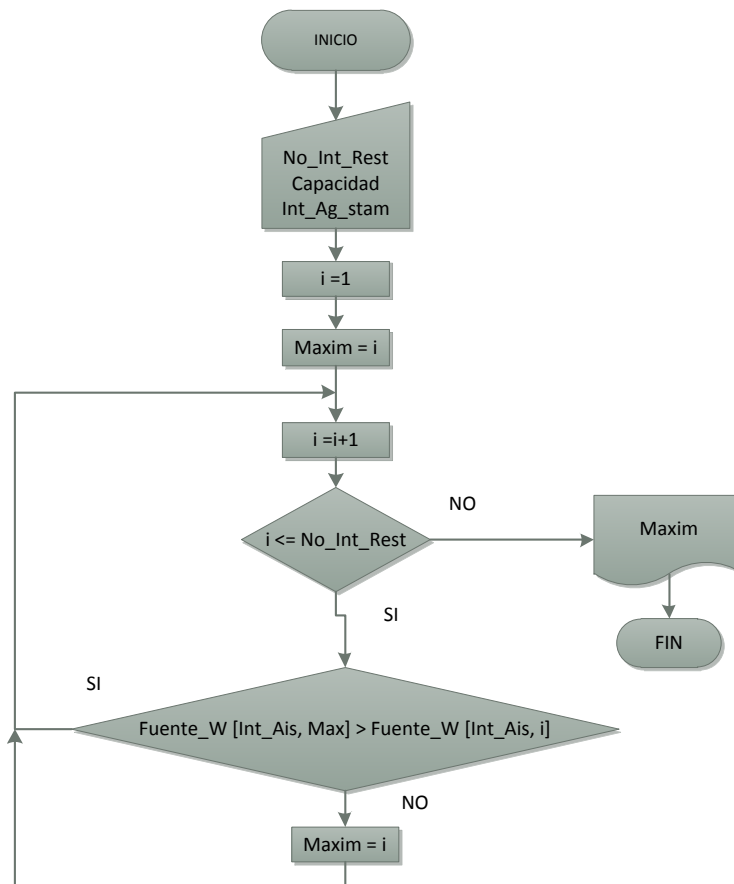 INICIO
No_Int_Rest
Capacidad
Int_Ag_stam
i =1
Maxim = i
i =i+1
i <= No_Int_Rest
NO
Maxim
SI
FIN
SI
Fuente_W [Int_Ais, Max] > Fuente_W [Int_Ais, i]
NO
Maxim = i